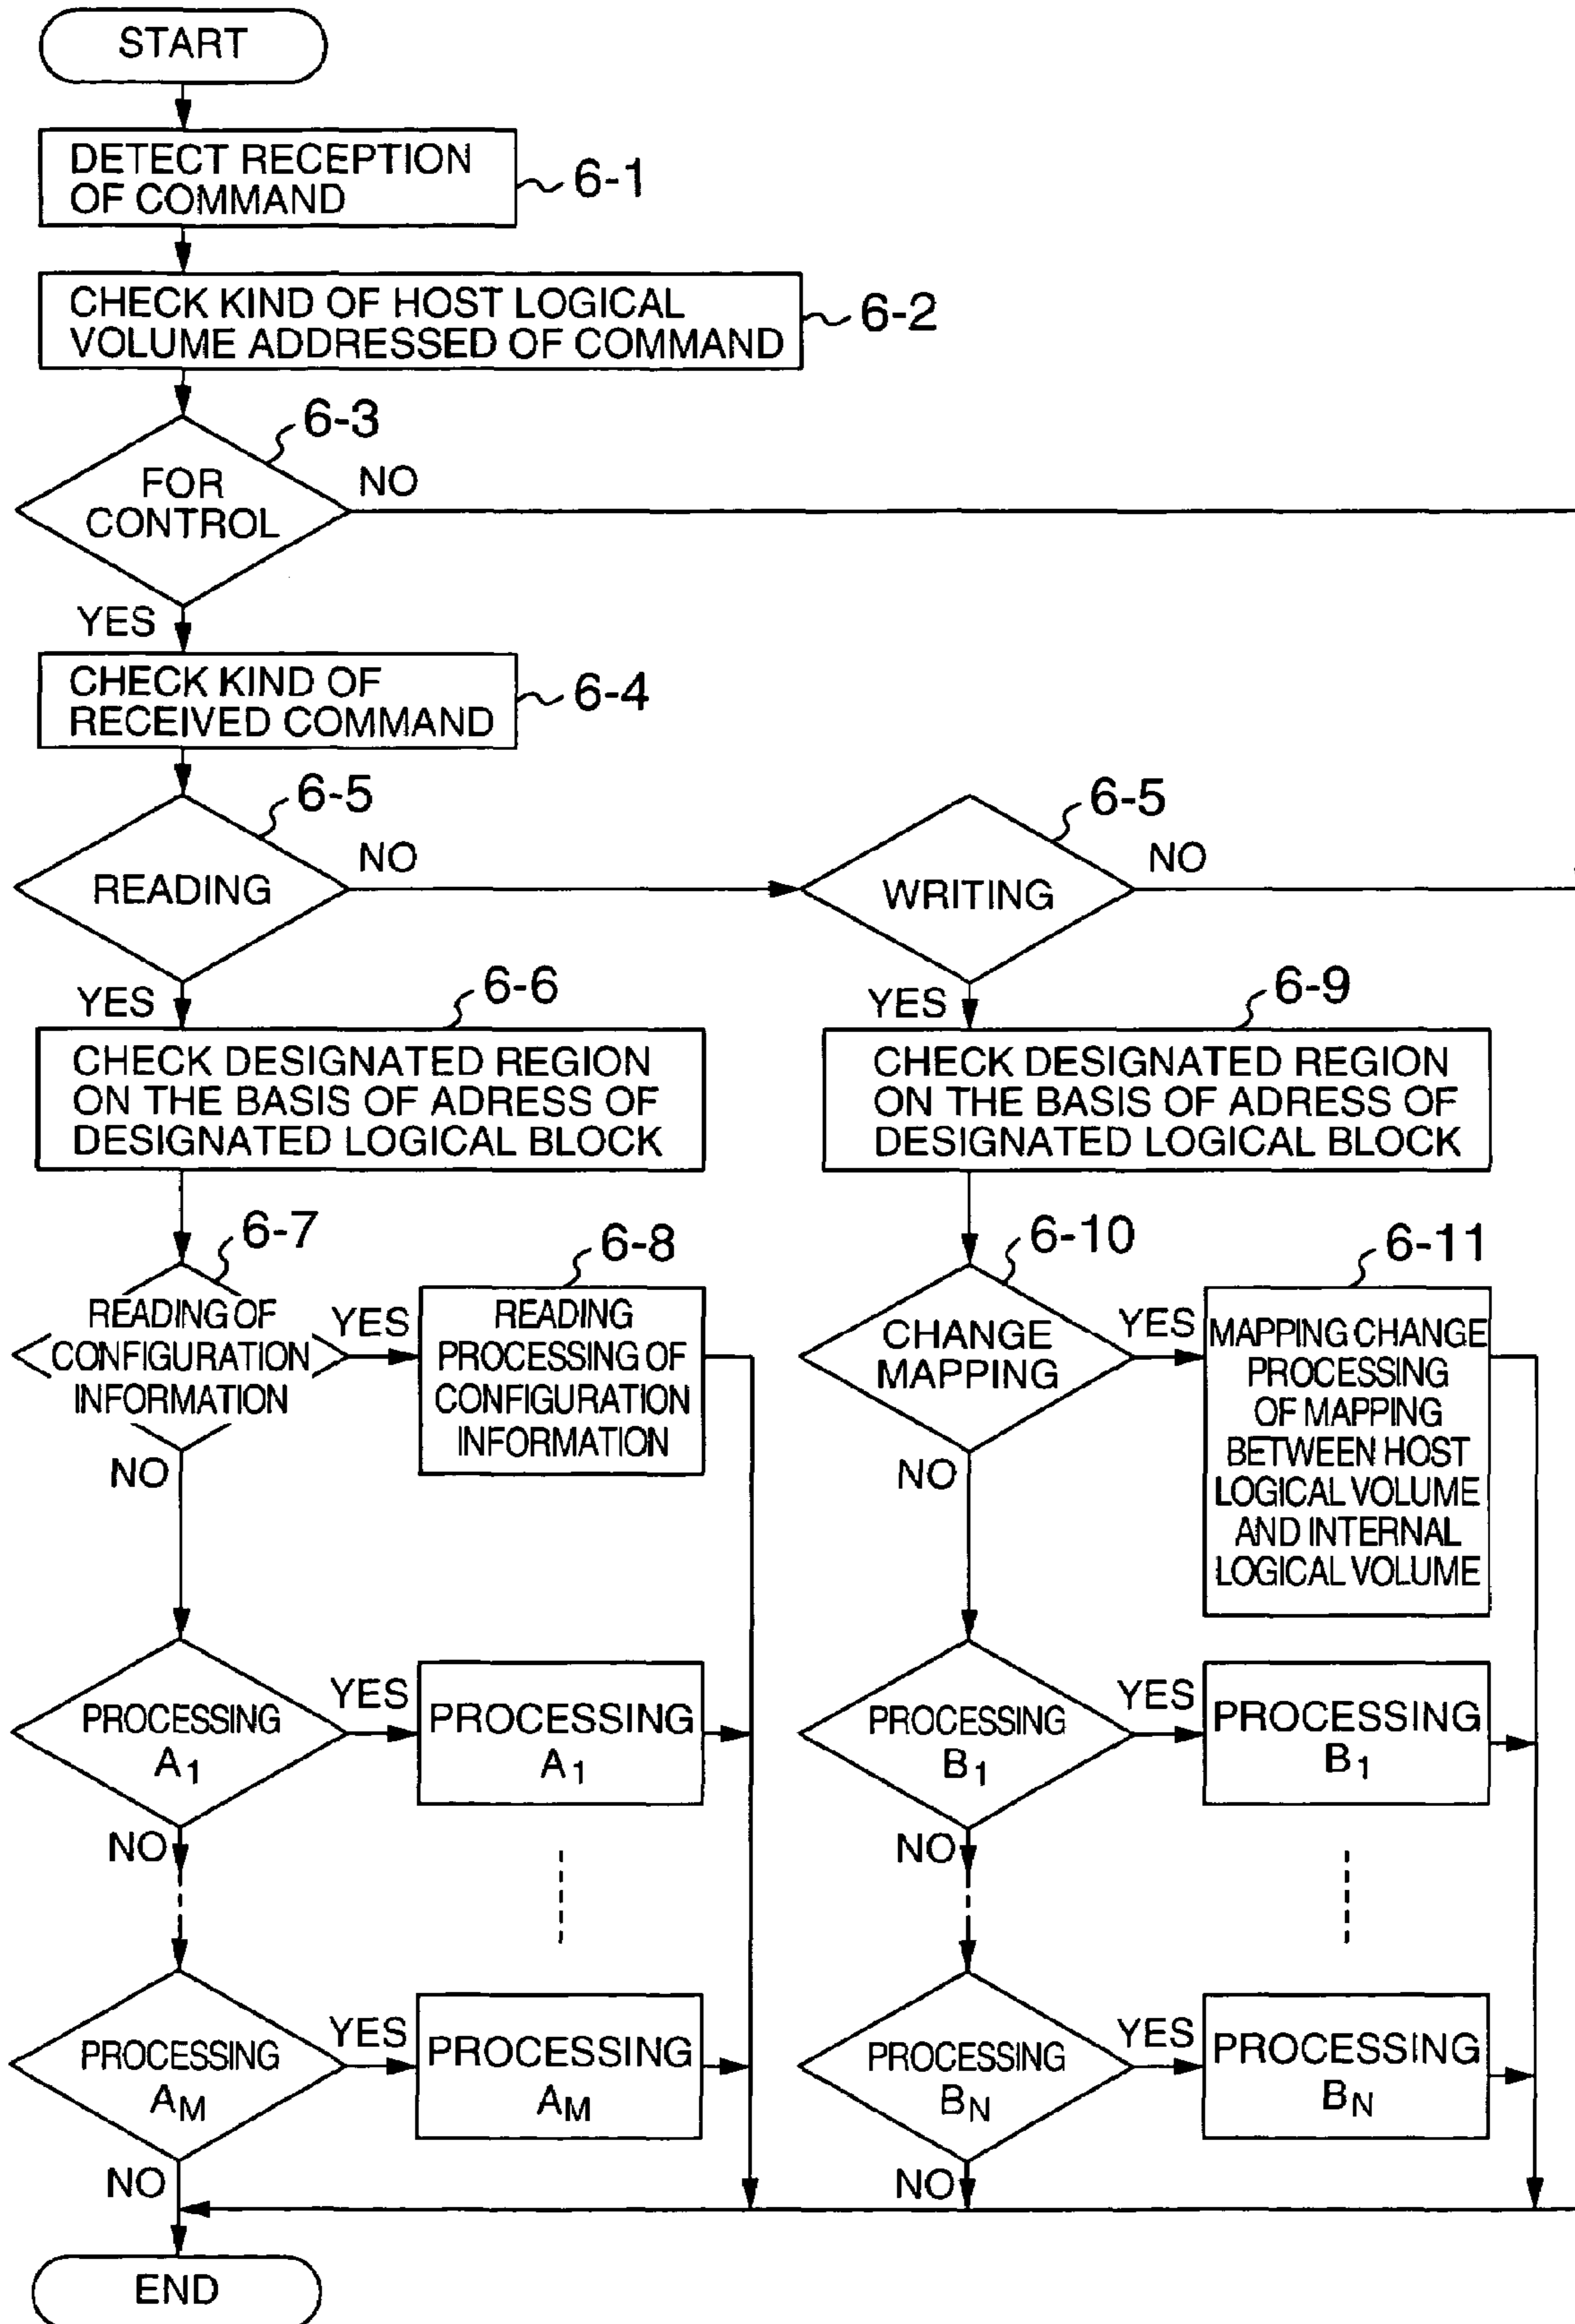 START
DETECT RECEPTION
OF COMMAND
6-1
CHECK KIND OF HOST LOGICAL
VOLUME ADDRESSED OF COMMAND
6-2
6-3
FOR
CONTROL
NO
YES
CHECK KIND OF
RECEIVED COMMAND
6-4
6-5
READING
NO
YES
6-5
WRITING
NO
YES
6-6
CHECK DESIGNATED REGION
ON THE BASIS OF ADRESS OF
DESIGNATED LOGICAL BLOCK
6-9
CHECK DESIGNATED REGION
ON THE BASIS OF ADRESS OF
DESIGNATED LOGICAL BLOCK
6-7
READING OF
CONFIGURATION
INFORMATION
YES
NO
6-8
READING
PROCESSING OF
CONFIGURATION
INFORMATION
6-10
CHANGE
MAPPING
YES
NO
6-11
MAPPING CHANGE
PROCESSING
OF MAPPING
BETWEEN HOST
LOGICAL VOLUME
AND INTERNAL
LOGICAL VOLUME
PROCESSING
A1
YES
NO
PROCESSING
A1
PROCESSING
B1
YES
NO
PROCESSING
B1
PROCESSING
AM
YES
NO
PROCESSING
AM
PROCESSING
BN
YES
NO
PROCESSING
BN
END